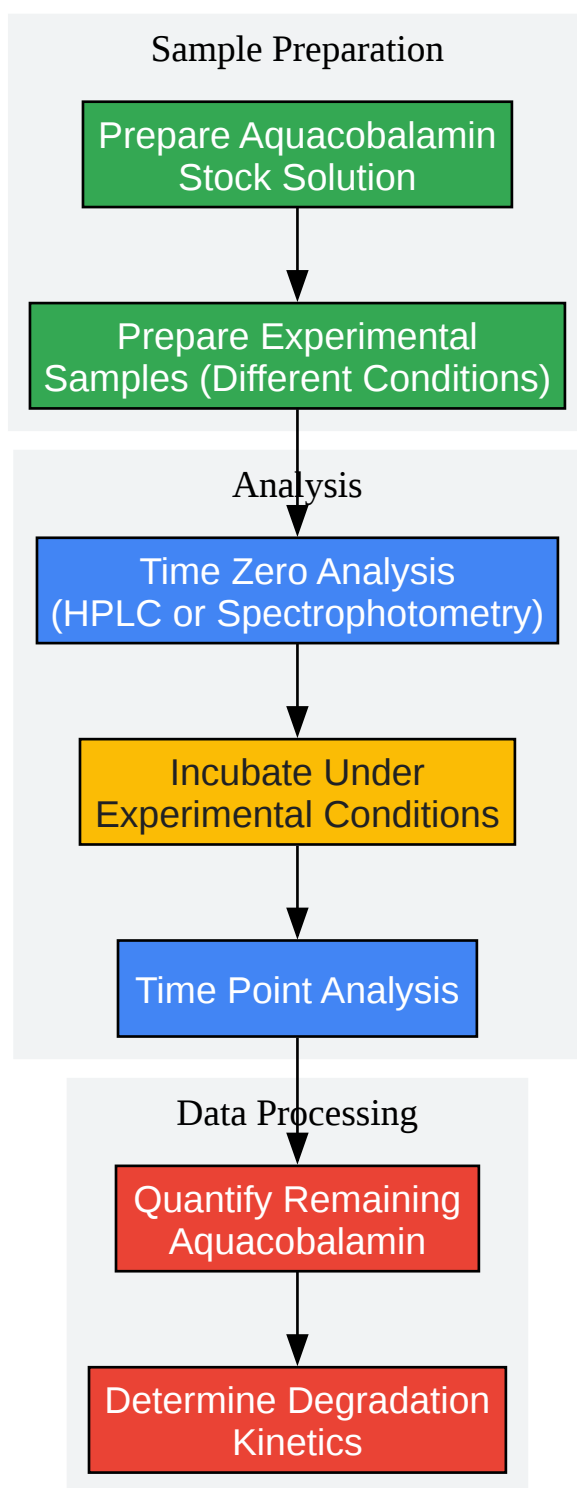 Sample Preparation
Prepare Aquacobalamin
Stock Solution
Prepare Experimental
Samples (Different Conditions)
Analysis
Time Zero Analysis
(HPLC or Spectrophotometry)
Incubate Under
Experimental Conditions
Time Point Analysis
Data Processing
Quantify Remaining
Aquacobalamin
Determine Degradation
Kinetics